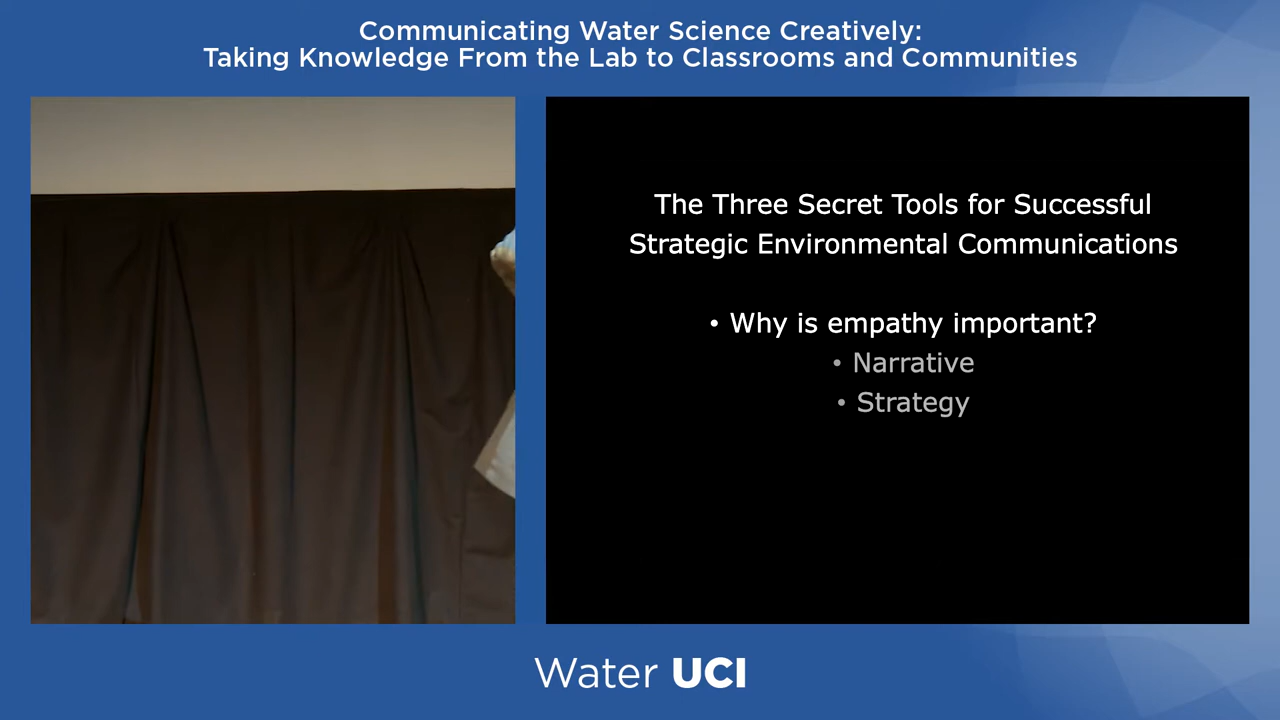 Communicating Water Science Creatively:
Taking Knowledge From the Lab to Classrooms and Communities
The Three Secret Tools for Successful
Strategic Environmental Communications
• Why is empathy important?
• Narrative
• Strategy
Water UCI